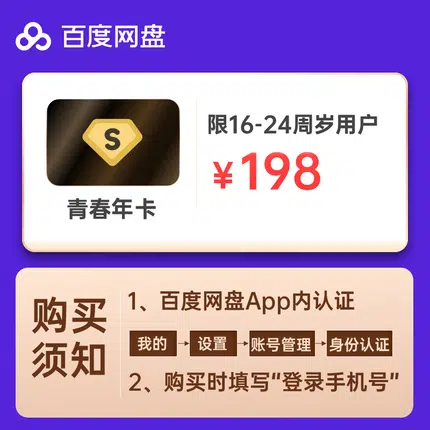 百度网盘
S
青春年卡
限16-24周岁用户
¥198
购买
须知
1、百度网盘App内认证
我的 设置 账号管理 身份认证
2、购买时填写“登录手机号”